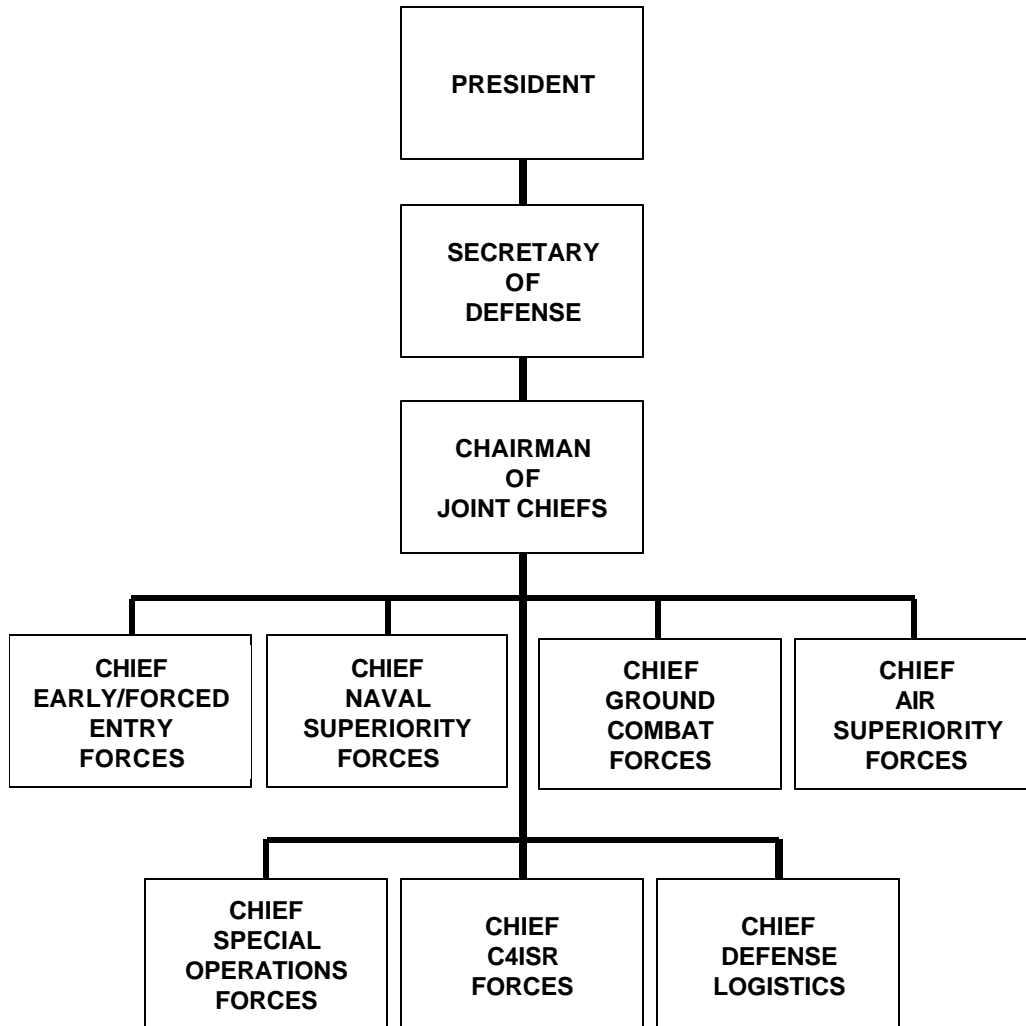 PRESIDENT
SECRETARY
OF
DEFENSE
CHAIRMAN
OF
JOINT CHIEFS
CHIEF
EARLY/FORCED
ENTRY
FORCES
CHIEF
NAVAL
SUPERIORITY
FORCES
CHIEF
GROUND
COMBAT
FORCES
CHIEF
AIR
SUPERIORITY
FORCES
CHIEF
SPECIAL
OPERATIONS
FORCES
CHIEF
C4ISR
FORCES
CHIEF
DEFENSE
LOGISTICS